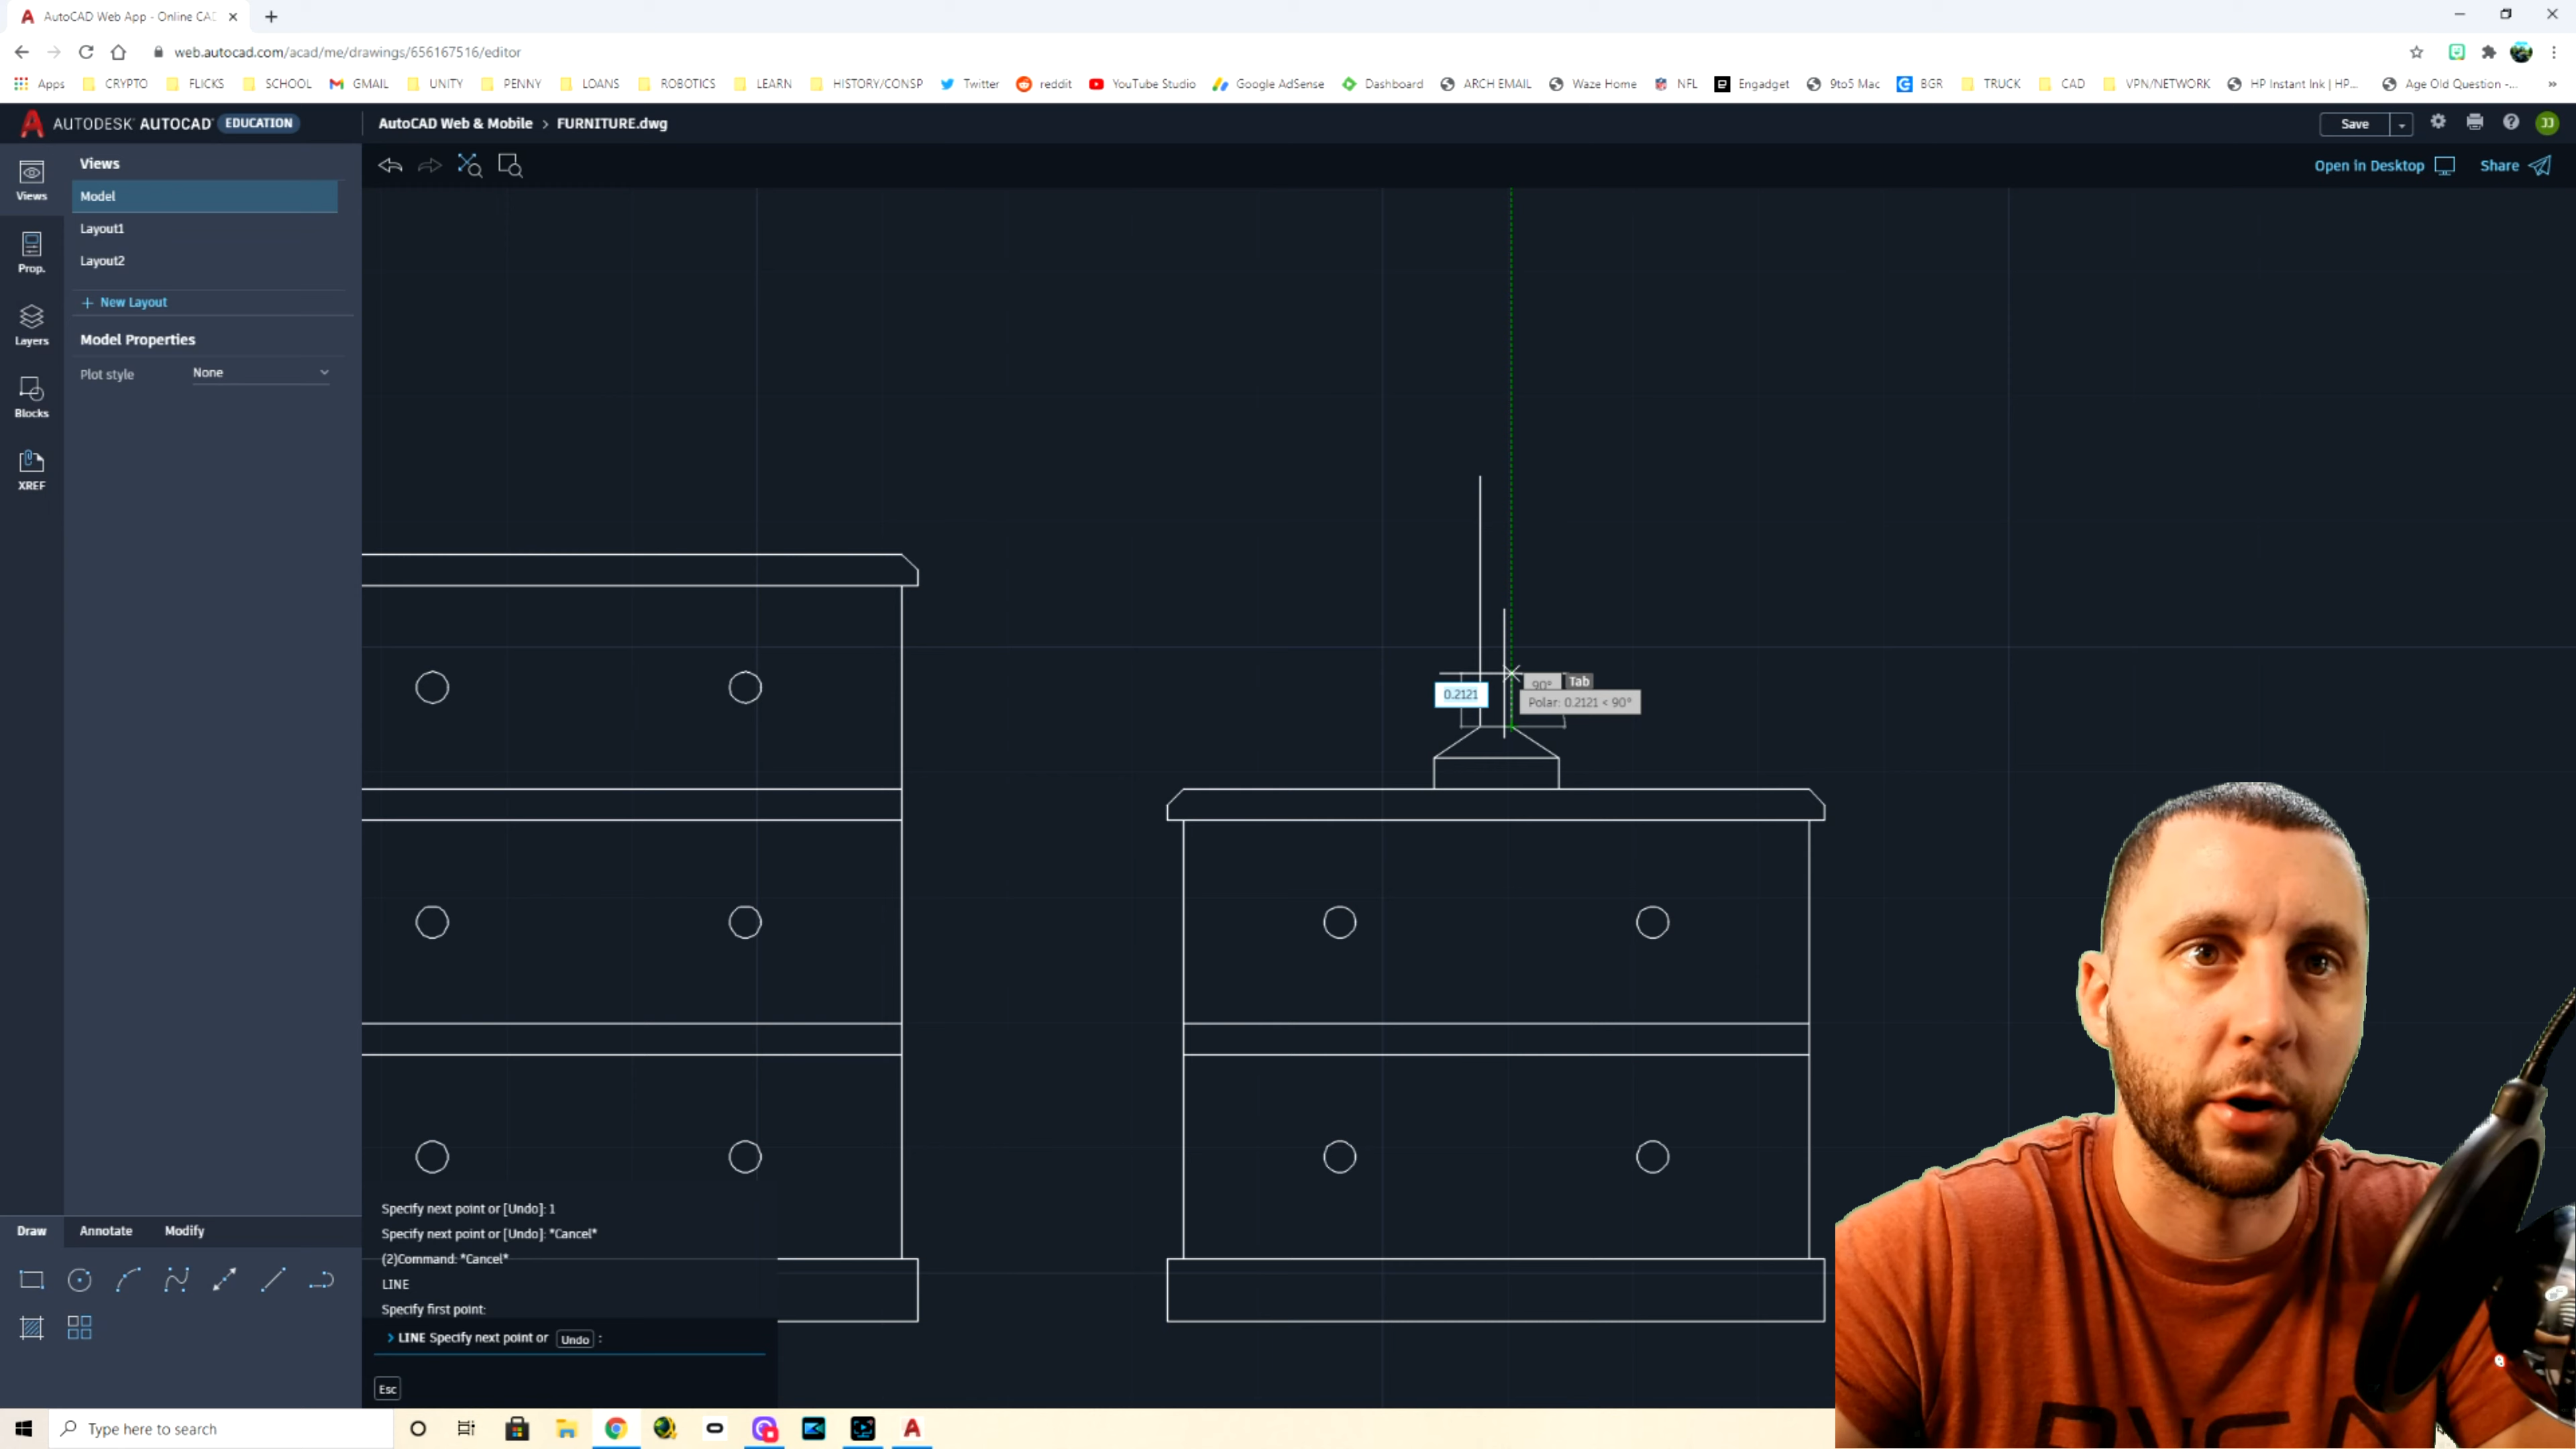 AutoCAD Web App - Online CA
web.autocad.com/acad/me/drawings/656167516/editor
Apps CRYPTO FLICKS SCHOOL GMAIL UNITY PENNY LOANS ROBOTICS LEARN HISTORY/CONSP Twitter reddit YouTube Studio Google AdSense Dashboard ARCH EMAIL Waze Home NFL Engadget 9to5 Mac BGR TRUCK CAD VPN/NETWORK HP Instant Ink | HP... Age Old Question -... »
AUTODESK AUTOCAD EDUCATION
AutoCAD Web & Mobile > FURNITURE.dwg
Save
JJ
Open in Desktop
Share
Views
Views
Model
Layout1
Layout2
+ New Layout
Model Properties
Plot style None
Prop.
Layers
Blocks
XREF
0.2121
90°
Tab
Polar: 0.2121 < 90°
Draw Annotate Modify
Specify next point or [Undo]: 1
Specify next point or [Undo]: *Cancel*
(2)Command: *Cancel*
LINE
Specify first point:
> LINE Specify next point or Undo :
Esc
Type here to search